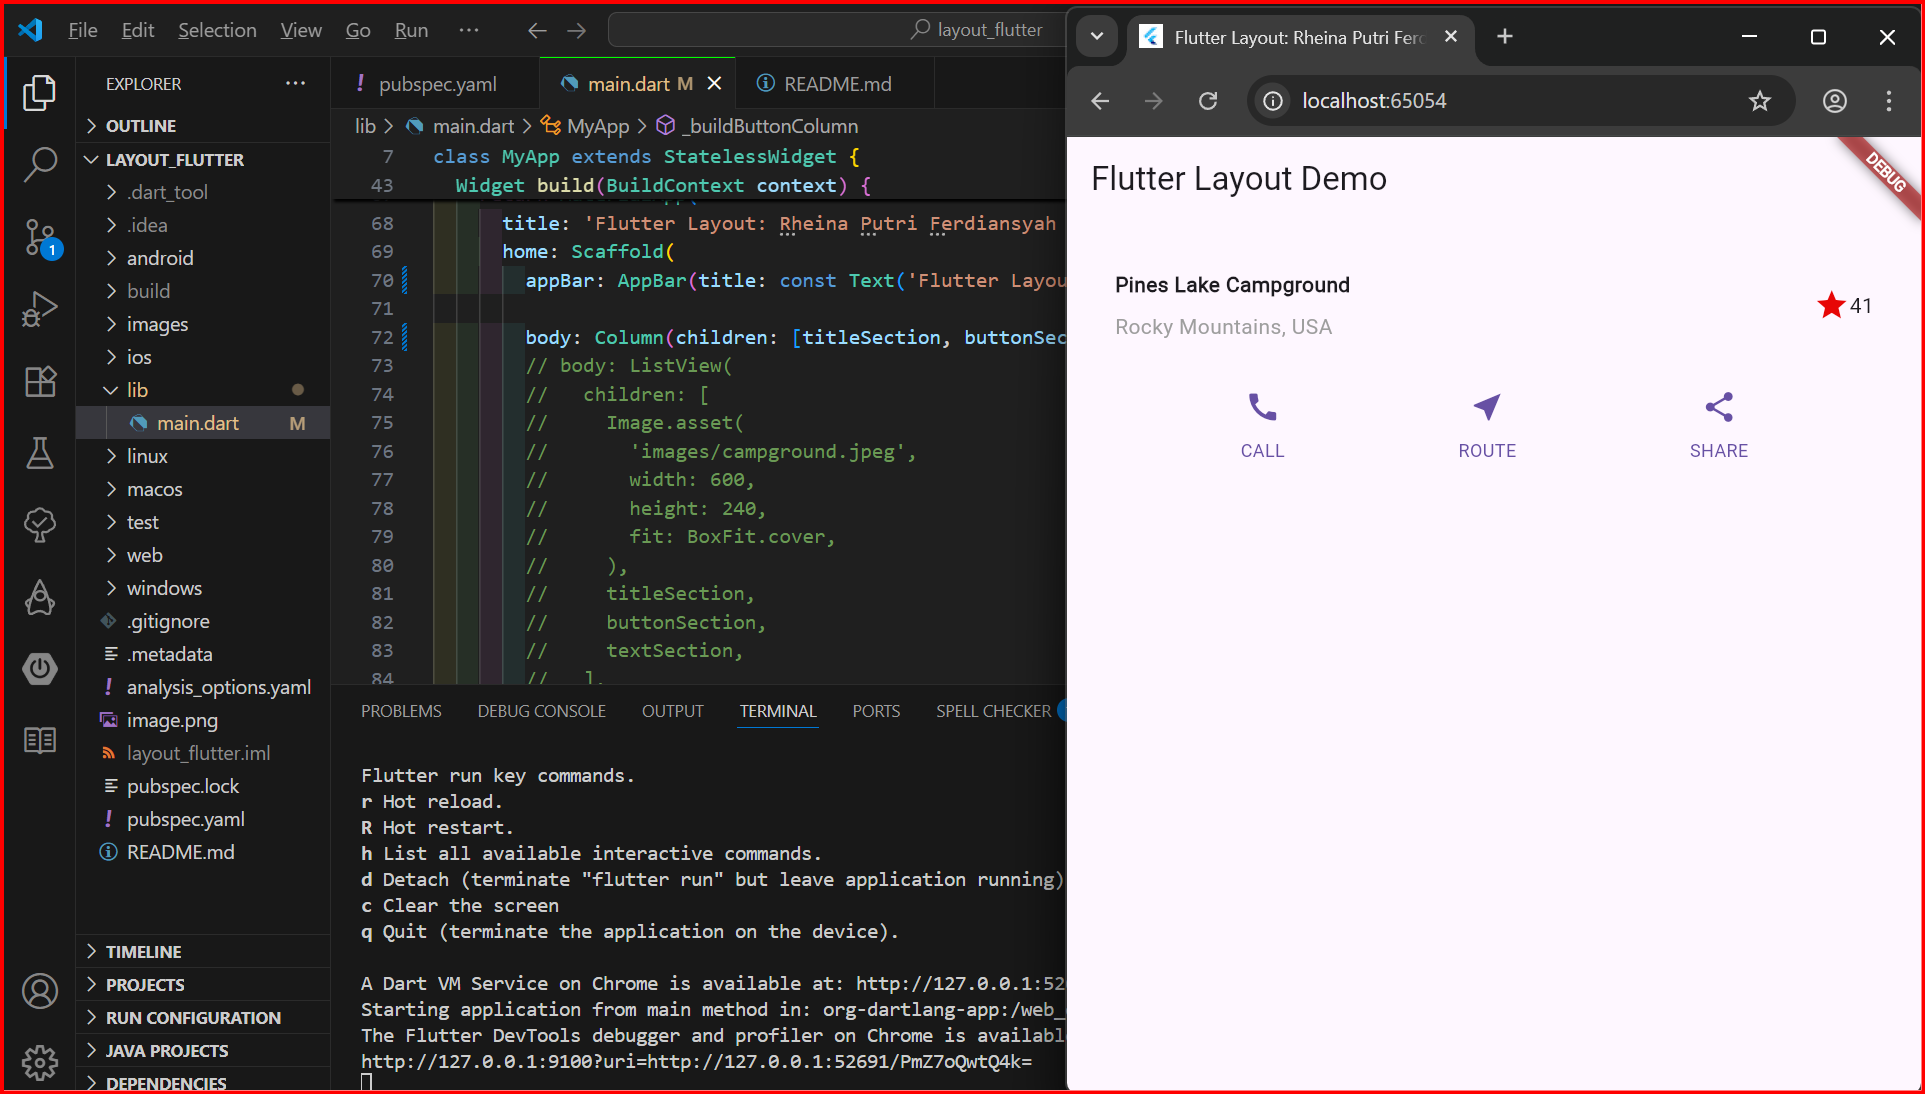 File Edit Selection View Go Run ···
layout_flutter
EXPLORER
OUTLINE
LAYOUT_FLUTTER
.dart_tool
.idea
android
build
images
ios
lib
main.dart M
linux
macos
test
web
windows
.gitignore
.metadata
analysis_options.yaml
image.png
layout_flutter.iml
pubspec.lock
pubspec.yaml
README.md
TIMELINE
PROJECTS
RUN CONFIGURATION
JAVA PROJECTS
DEPENDENCIES
1
pubspec.yaml
main.dart M
README.md
lib > main.dart > MyApp > _buildButtonColumn
7 class MyApp extends StatelessWidget {
43 Widget build(BuildContext context) {
68 title: 'Flutter Layout: Rheina Putri Ferdiansyah
69 home: Scaffold(
70 appBar: AppBar(title: const Text('Flutter Layou
71
72 body: Column(children: [titleSection, buttonSec
73 // body: ListView(
74 // children: [
75 // Image.asset(
76 // 'images/campground.jpeg',
77 // width: 600,
78 // height: 240,
79 // fit: BoxFit.cover,
80 // ),
81 // titleSection,
82 // buttonSection,
83 // textSection,
84 // ],
PROBLEMS DEBUG CONSOLE OUTPUT TERMINAL PORTS SPELL CHECKER
Flutter run key commands.
r Hot reload.
R Hot restart.
h List all available interactive commands.
d Detach (terminate "flutter run" but leave application running)
c Clear the screen
q Quit (terminate the application on the device).
A Dart VM Service on Chrome is available at: http://127.0.0.1:52
Starting application from main method in: org-dartlang-app:/web_
The Flutter DevTools debugger and profiler on Chrome is availabl
http://127.0.0.1:9100?uri=http://127.0.0.1:52691/PmZ7oQwtQ4k=
Flutter Layout: Rheina Putri Ferd
localhost:65054
Flutter Layout Demo
DEBUG
Pines Lake Campground
Rocky Mountains, USA
41
CALL
ROUTE
SHARE